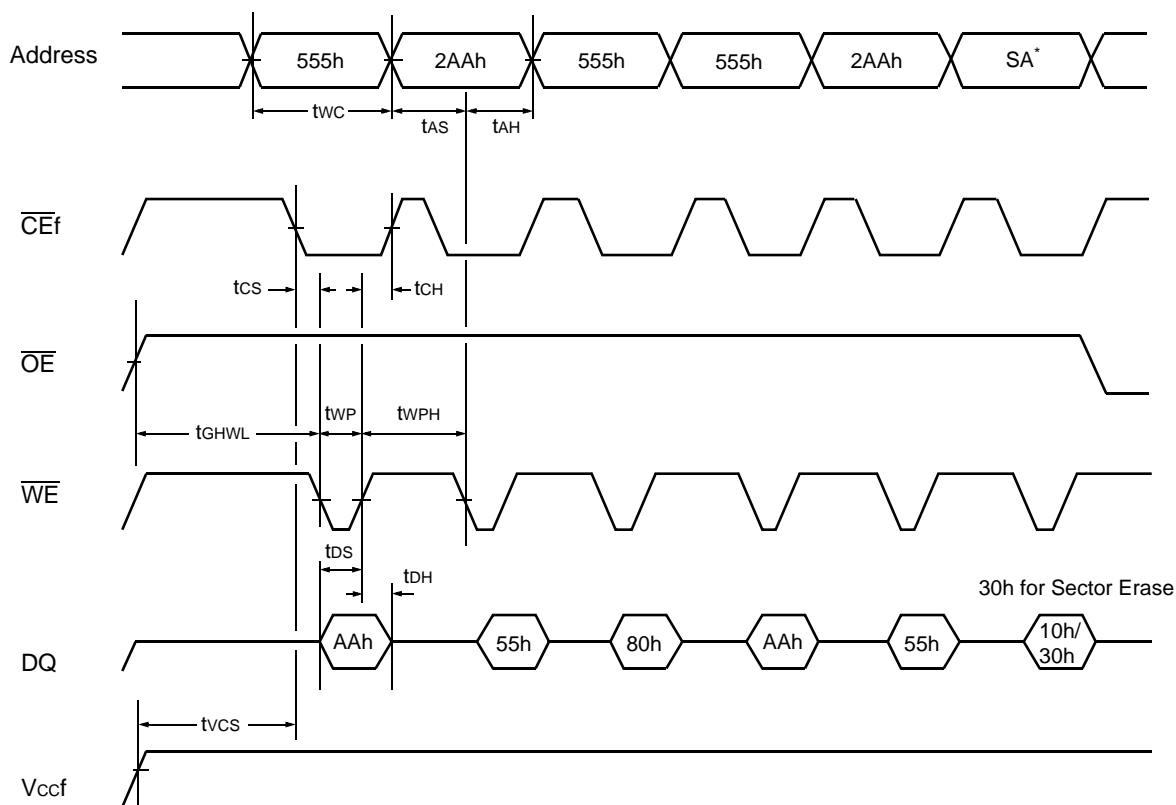 Address
555h
2AAh
555h
555h
2AAh
SA*
tWC
tAS
tAH
CEf
tCS
tCH
OE
tGHWL
tWP
tWPH
WE
tDS
tDH
30h for Sector Erase
DQ
AAh
55h
80h
AAh
55h
10h/
30h
tVCS
VCCf